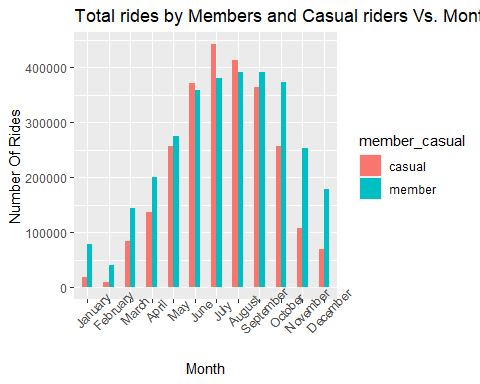 Total rides by Members and Casual riders Vs. Mont
Number Of Rides
400000
300000
200000
100000
0
January
February
March
April
May
June
July
August
September
October
November
December
Month
member_casual
casual
member